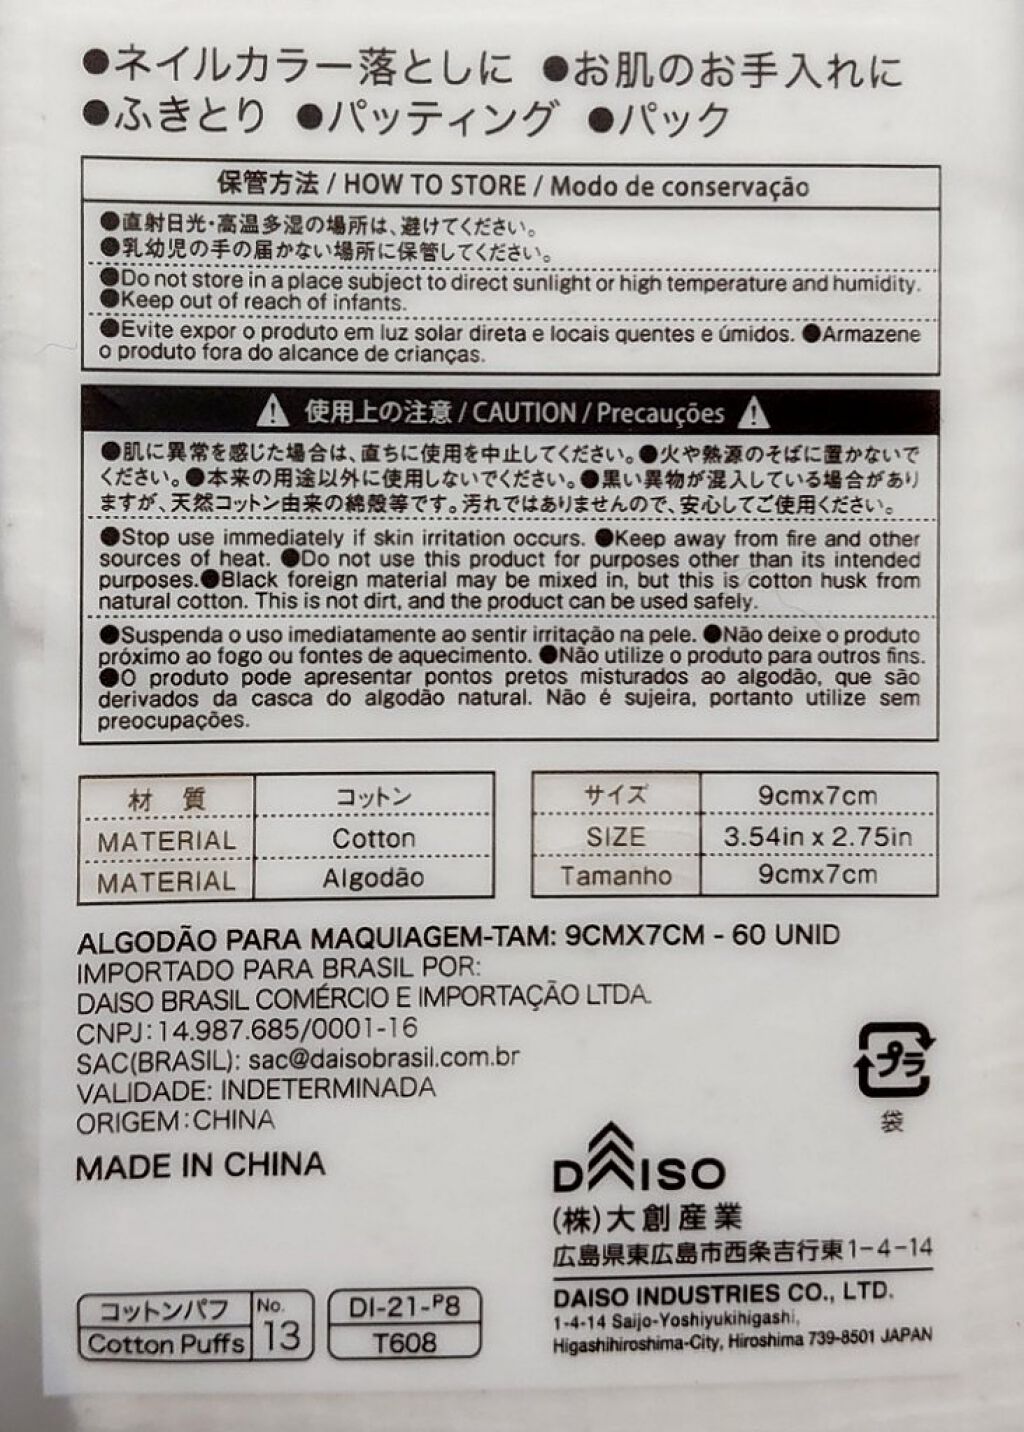 ●ネイルカラー落としに ●お肌のお手入れに
●ふきとり ●パッティング ●パック
保管方法 / HOW TO STORE / Modo de conservação
●直射日光・高温多湿の場所は、避けてください。
●乳幼児の手の届かない場所に保管してください。
●Do not store in a place subject to direct sunlight or high temperature and humidity.
●Keep out of reach of infants.
●Evite expor o produto em luz solar direta e locais quentes e úmidos. ●Armazene
o produto fora do alcance de crianças.
使用上の注意 / CAUTION / Precauções
●肌に異常を感じた場合は、直ちに使用を中止してください。●火や熱源のそばに置かないで
ください。●本来の用途以外に使用しないでください。●黒い異物が混入している場合があり
ますが、天然コットン由来の綿殻等です。汚れではありませんので、安心してご使用ください。
●Stop use immediately if skin irritation occurs. ●Keep away from fire and other
sources of heat. ●Do not use this product for purposes other than its intended
purposes.●Black foreign material may be mixed in, but this is cotton husk from
natural cotton. This is not dirt, and the product can be used safely.
●Suspenda o uso imediatamente ao sentir irritação na pele. ●Não deixe o produto
próximo ao fogo ou fontes de aquecimento. ●Não utilize o produto para outros fins.
●O produto pode apresentar pontos pretos misturados ao algodão, que são
derivados da casca do algodão natural. Não é sujeira, portanto utilize sem
preocupações.
材 質 コットン
MATERIAL Cotton
MATERIAL Algodão
サイズ 9cmx7cm
SIZE 3.54in x 2.75in
Tamanho 9cmx7cm
ALGODÃO PARA MAQUIAGEM-TAM: 9CMX7CM - 60 UNID
IMPORTADO PARA BRASIL POR:
DAISO BRASIL COMÉRCIO E IMPORTAÇÃO LTDA.
CNPJ:14.987.685/0001-16
SAC(BRASIL): sac@daisobrasil.com.br
VALIDADE: INDETERMINADA
ORIGEM:CHINA
MADE IN CHINA
プラ
袋
DAISO
(株)大創産業
広島県東広島市西条吉行東1-4-14
DAISO INDUSTRIES CO., LTD.
1-4-14 Saijo-Yoshiyukihigashi,
Higashihiroshima-City, Hiroshima 739-8501 JAPAN
コットンパフ
Cotton Puffs
No.
13
DI-21-P8
T608